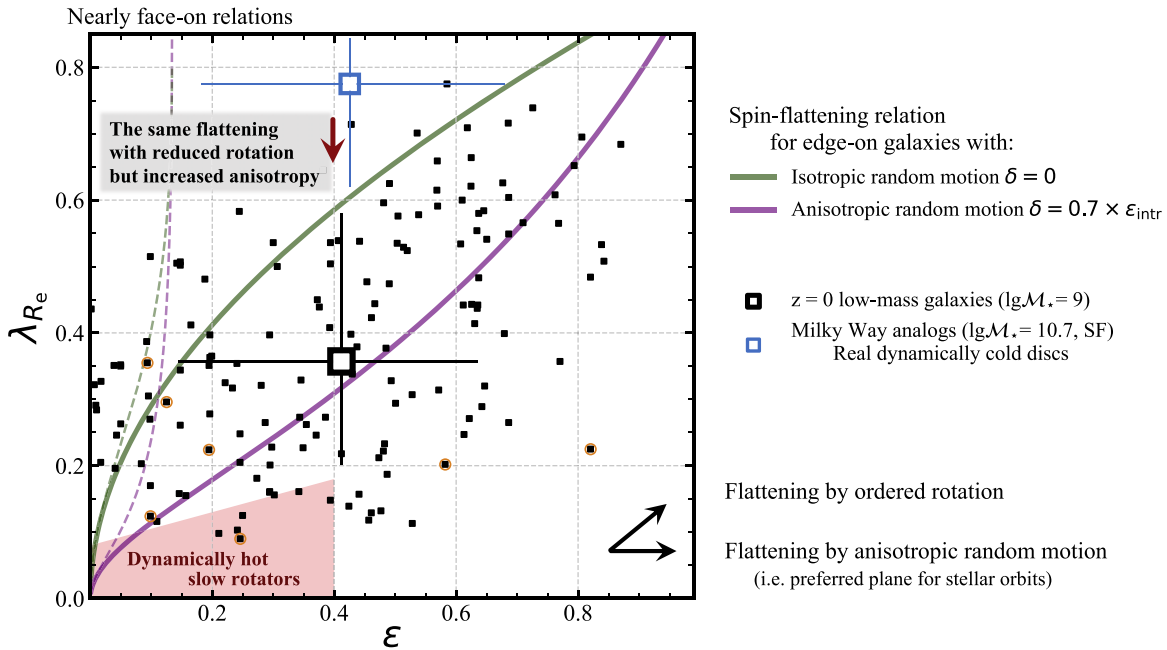 Nearly face-on relations
0.8
0.6
0.4
0.2
0.0
0.2
0.4
0.6
0.8
λ_{R_e}
ε
The same flattening
with reduced rotation
but increased anisotropy
Dynamically hot
slow rotators
Spin-flattening relation
for edge-on galaxies with:
Isotropic random motion δ = 0
Anisotropic random motion δ = 0.7 × ε_{intr}
z = 0 low-mass galaxies (lgM⋆= 9)
Milky Way analogs (lgM⋆= 10.7, SF)
Real dynamically cold discs
Flattening by ordered rotation
Flattening by anisotropic random motion
(i.e. preferred plane for stellar orbits)